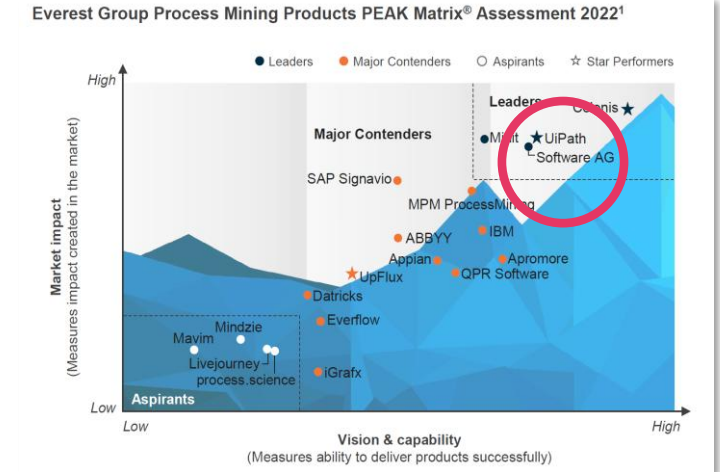 Everest Group Process Mining Products PEAK Matrix® Assessment 2022¹
Leaders Major Contenders Aspirants Star Performers
High
Leaders
Celonis
Major Contenders
Minit
UiPath
Software AG
SAP Signavio
MPM ProcessMining
IBM
ABBYY
Appian
Apromore
UpFlux
QPR Software
Datricks
Everflow
Mindzie
Mavim
Livejourney
process.science
iGrafx
Aspirants
Market impact
(Measures impact created in the market)
Low
Low
High
Vision & capability
(Measures ability to deliver products successfully)